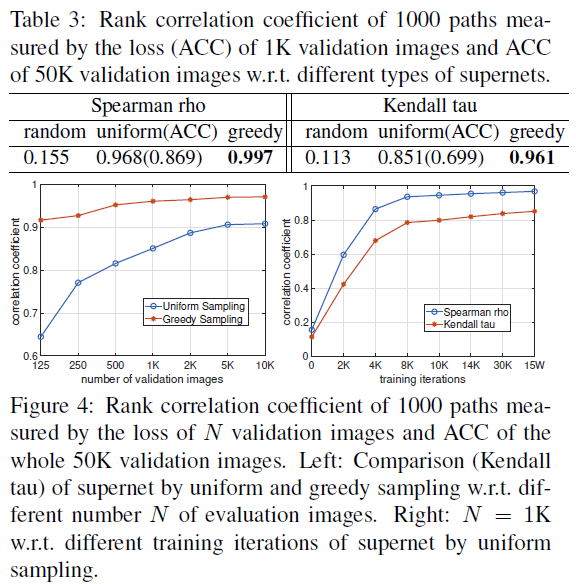 Table 3: Rank correlation coefficient of 1000 paths mea-
sured by the loss (ACC) of 1K validation images and ACC
of 50K validation images w.r.t. different types of supernets.
Spearman rho Kendall tau
random uniform(ACC) greedy random uniform(ACC) greedy
0.155 0.968(0.869) 0.997 0.113 0.851(0.699) 0.961
1
0.9
0.8
0.7
0.6
correlation coefficient
Uniform Sampling
Greedy Sampling
125 250 500 1K 2K 5K 10K
number of validation images
1
0.8
0.6
0.4
0.2
0
correlation coefficient
Spearman rho
Kendall tau
0 2K 4K 8K 10K 14K 30K 15W
training iterations
Figure 4: Rank correlation coefficient of 1000 paths mea-
sured by the loss of N validation images and ACC of the
whole 50K validation images. Left: Comparison (Kendall
tau) of supernet by uniform and greedy sampling w.r.t. dif-
ferent number N of evaluation images. Right: N = 1K
w.r.t. different training iterations of supernet by uniform
sampling.